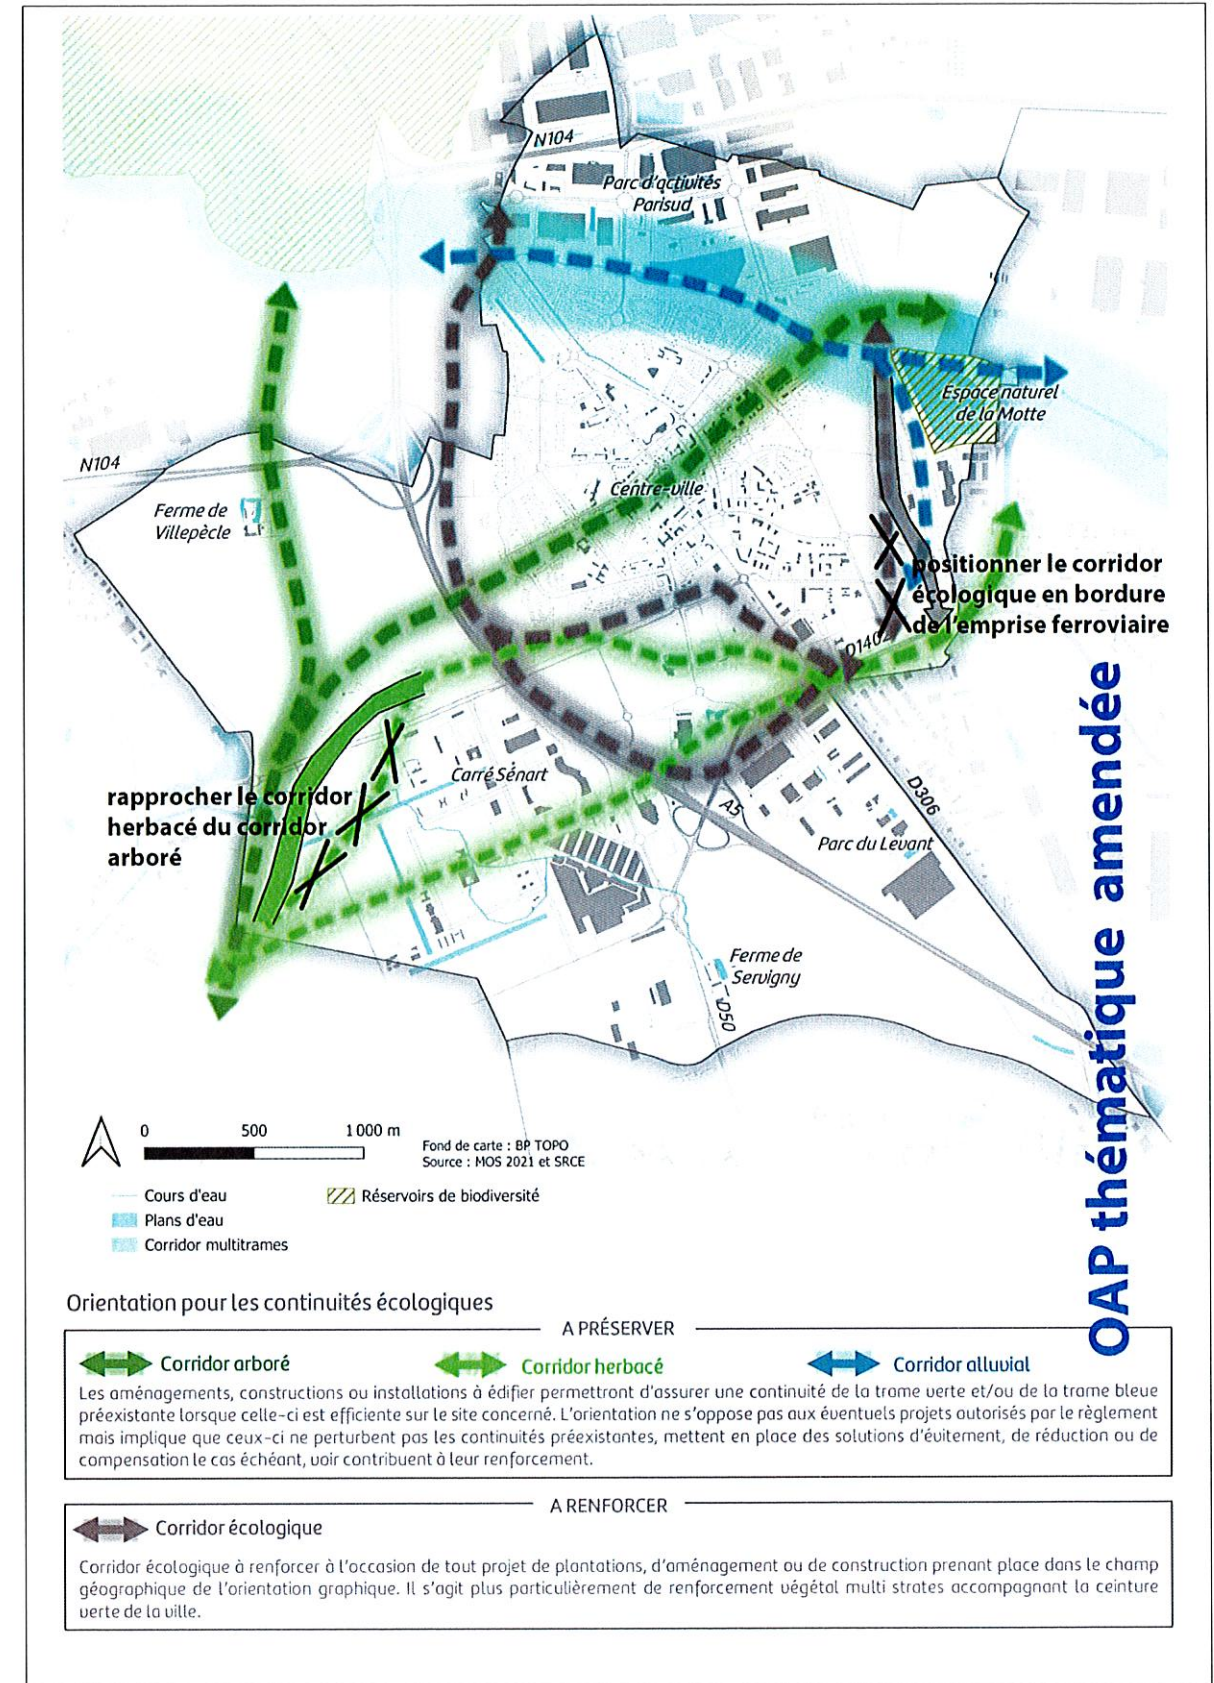 N104
Parc d'activités
Parisud
Espace naturel
de la Motte
N104
Centre-ville
Ferme de
Villepècle
positionner le corridor
écologique en bordure
de l'emprise ferroviaire
D1402
rapprocher le corridor
herbacé du corridor
arboré
Carré Sénart
A5
D306
Parc du Levant
Ferme de
Servigny
D50
OAP thématique amendée
0 500 1 000 m
Fond de carte : BP TOPO
Source : MOS 2021 et SRCE
Cours d'eau
Réservoirs de biodiversité
Plans d'eau
Corridor multitrames
Orientation pour les continuités écologiques
A PRÉSERVER
Corridor arboré
Corridor herbacé
Corridor alluvial
Les aménagements, constructions ou installations à édifier permettront d'assurer une continuité de la trame verte et/ou de la trame bleue
préexistante lorsque celle-ci est efficiente sur le site concerné. L'orientation ne s'oppose pas aux éventuels projets autorisés par le règlement
mais implique que ceux-ci ne perturbent pas les continuités préexistantes, mettent en place des solutions d'évitement, de réduction ou de
compensation le cas échéant, voir contribuent à leur renforcement.
A RENFORCER
Corridor écologique
Corridor écologique à renforcer à l'occasion de tout projet de plantations, d'aménagement ou de construction prenant place dans le champ
géographique de l'orientation graphique. Il s'agit plus particulièrement de renforcement végétal multi strates accompagnant la ceinture
verte de la ville.